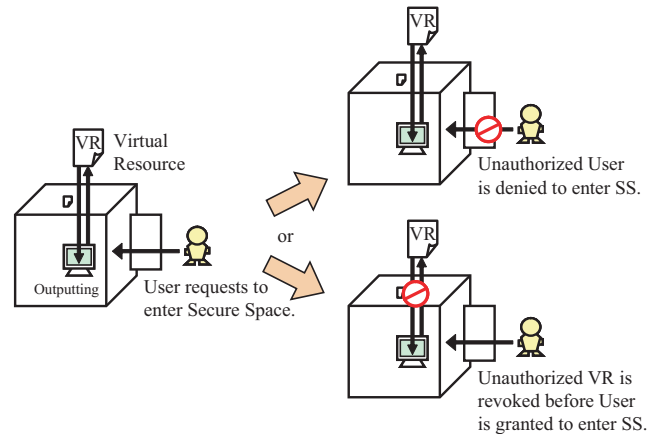 VR
Virtual
Resource
Outputting
User requests to
enter Secure Space.
or
VR
Unauthorized User
is denied to enter SS.
VR
Unauthorized VR is
revoked before User
is granted to enter SS.